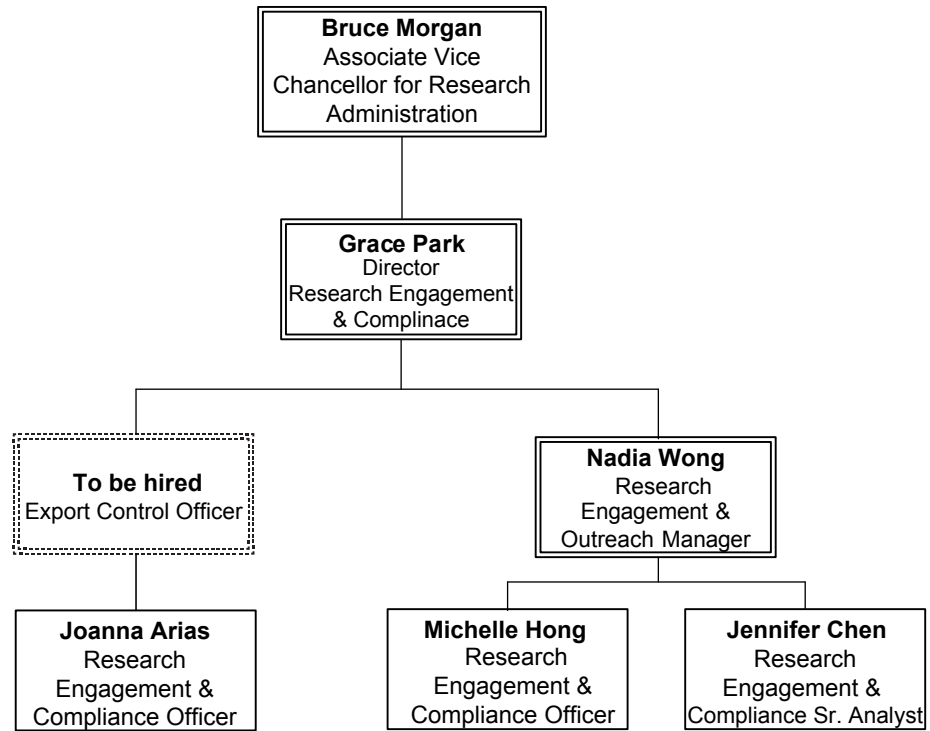 Bruce Morgan
Associate Vice
Chancellor for Research
Administration
Grace Park
Director
Research Engagement
& Complinace
To be hired
Export Control Officer
Nadia Wong
Research
Engagement &
Outreach Manager
Joanna Arias
Research
Engagement &
Compliance Officer
Michelle Hong
Research
Engagement &
Compliance Officer
Jennifer Chen
Research
Engagement &
Compliance Sr. Analyst